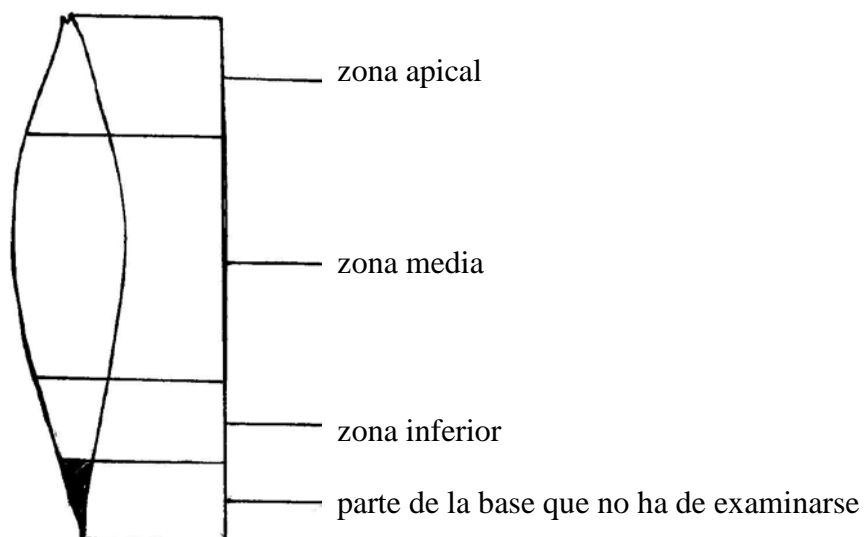 zona apical
zona media
zona inferior
parte de la base que no ha de examinarse